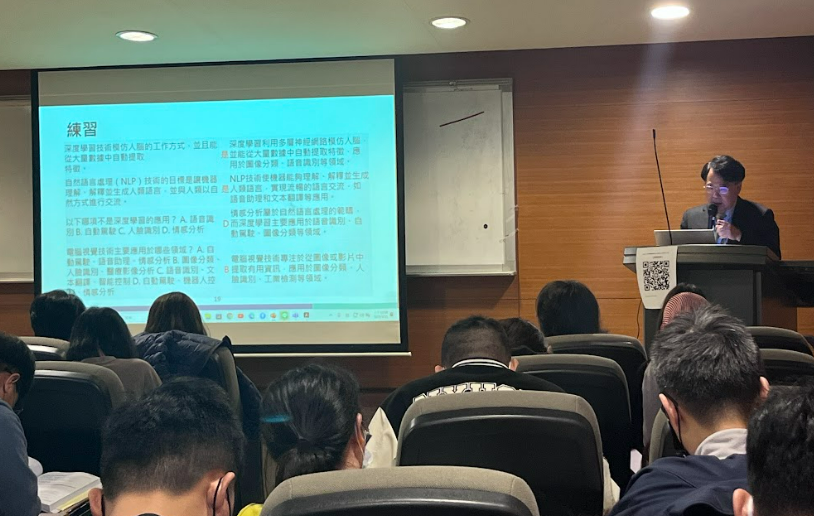 練習
深度學習技術模仿人腦的工作方式，並且能
從大量數據中自動提取
特徵。
自然語言處理（NLP）技術的目標是讓機器
理解、解釋並生成人類語言，並與人類以自
然方式進行交流。
以下哪項不是深度學習的應用？A. 語音識
別 B. 自動駕駛 C. 人臉識別 D. 情感分析
電腦視覺技術主要應用於哪些領域？A. 自
動駕駛、語音助理、情感分析 B. 圖像分類、
人臉識別、醫療影像分析 C. 語音識別、文
本翻譯、智能控制 D. 自動駕駛、機器人控
、情感分析
深度學習利用多層神經網路模仿人腦，
是並能從大量數據中自動提取特徵，應
用於圖像分類、語音識別等領域。
NLP技術使機器能夠理解、解釋並生成
是人類語言，實現流暢的語言交流，如
語音助理和文本翻譯等應用。
情感分析屬於自然語言處理的範疇，
D而深度學習主要應用於語音識別、自
動駕駛、圖像分類等領域。
電腦視覺技術專注於從圖像或影片中
B提取有用資訊，應用於圖像分類、人
臉識別、工業檢測等領域。